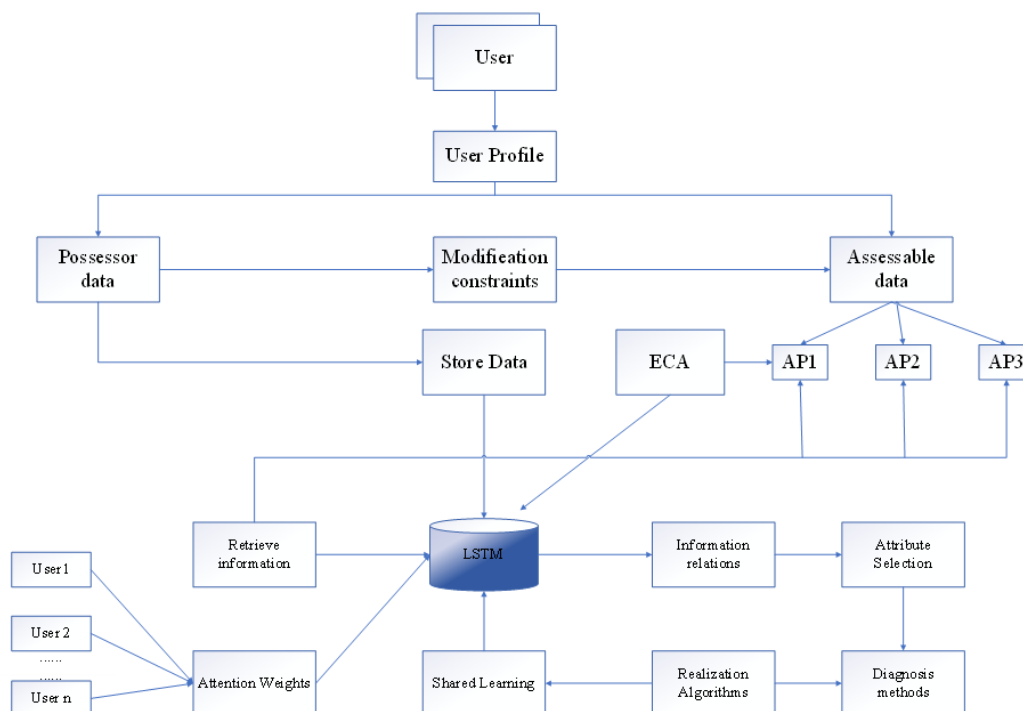 User
User Profile
Possessor
data
Modifieation
constraints
Assessable
data
Store Data
ECA
AP1
AP2
AP3
Retrieve
information
LSTM
Information
relations
Attribute
Selection
User 1
User 2
......
......
User n
Attention Weights
Shared Learning
Realization
Algorithms
Diagnosis
methods